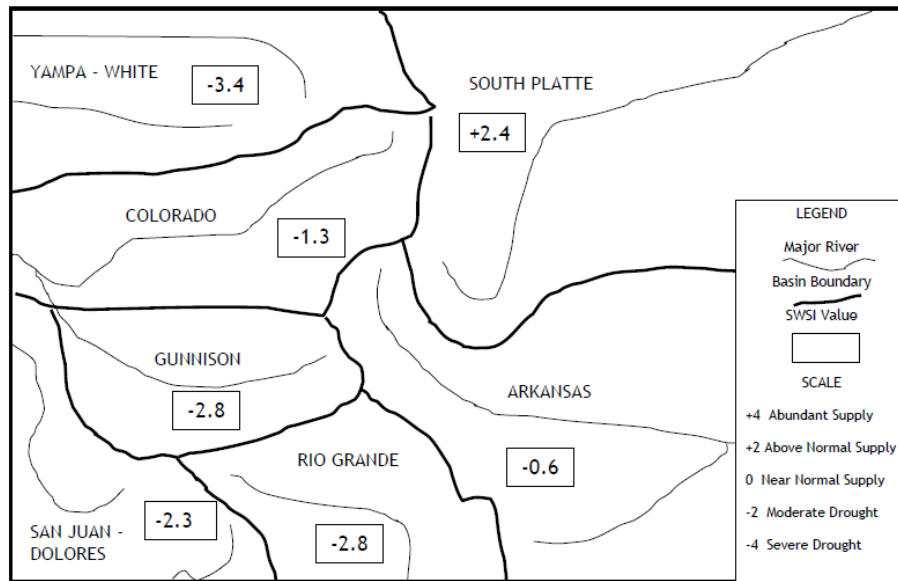 YAMPA - WHITE
-3.4
SOUTH PLATTE
+2.4
COLORADO
-1.3
GUNNISON
-2.8
ARKANSAS
-0.6
RIO GRANDE
-2.8
SAN JUAN -
DOLORES
-2.3
LEGEND
Major River
Basin Boundary
SWSI Value
SCALE
+4 Abundant Supply
+2 Above Normal Supply
0 Near Normal Supply
-2 Moderate Drought
-4 Severe Drought